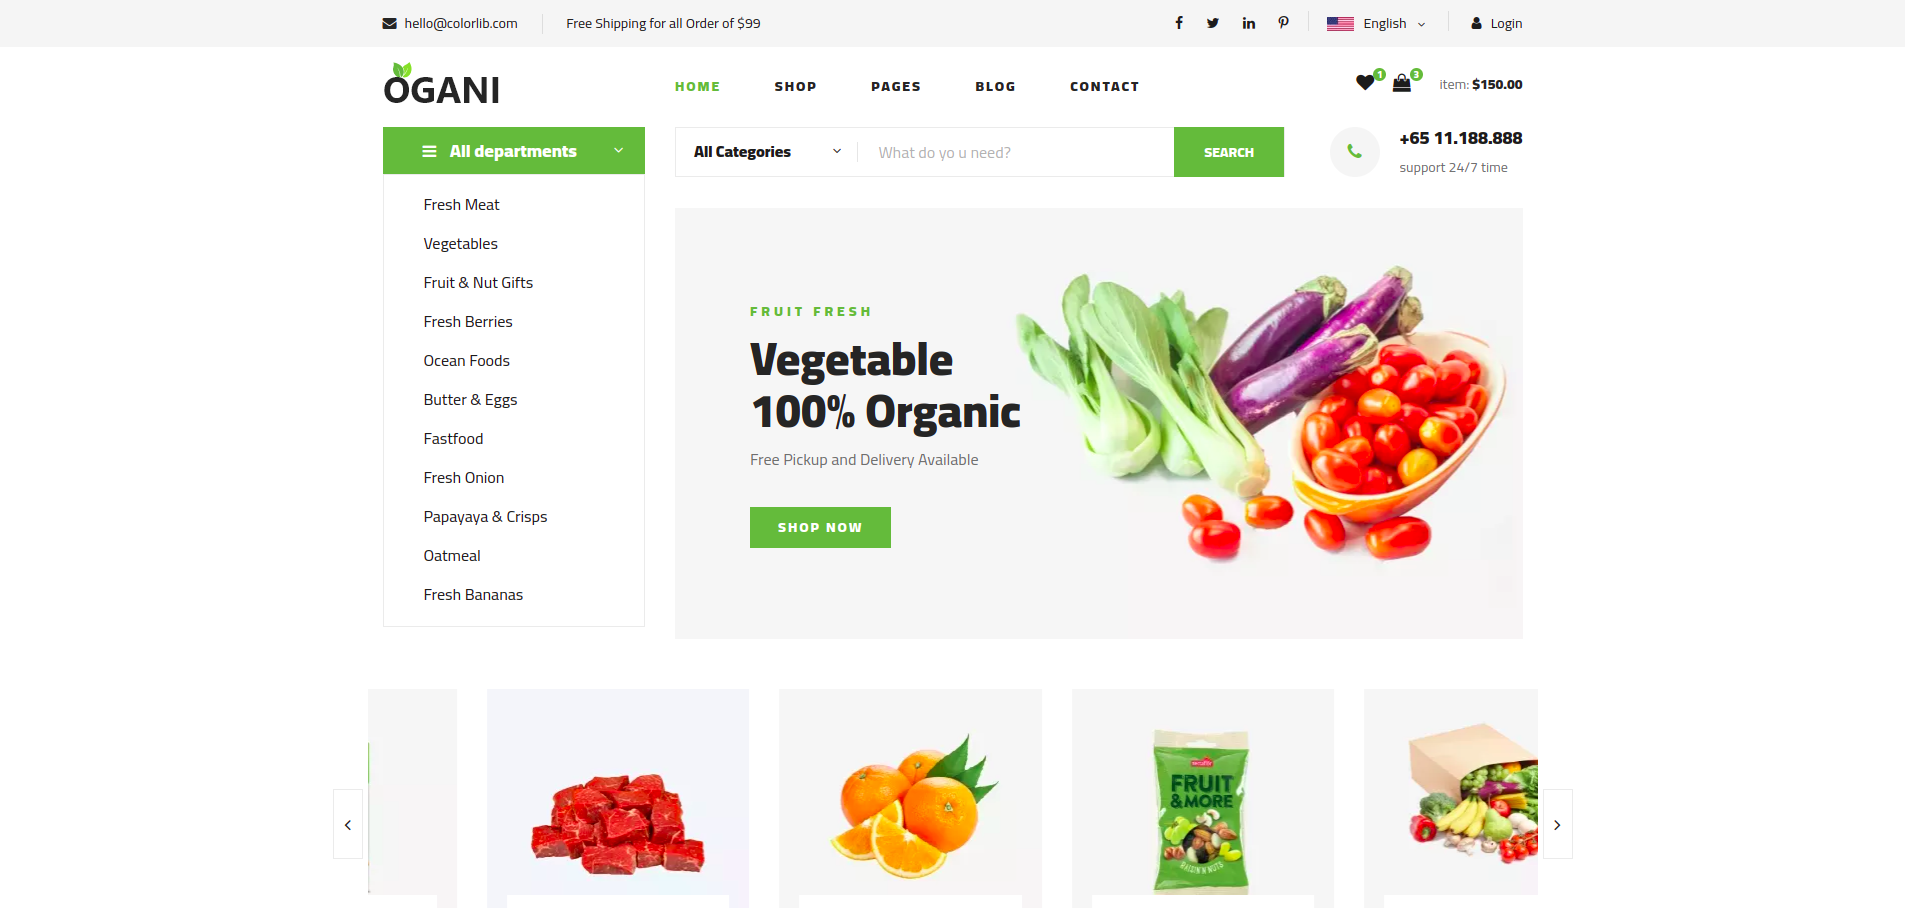 hello@colorlib.com
Free Shipping for all Order of $99
English
Login
OGANI
HOME
SHOP
PAGES
BLOG
CONTACT
1
3
item: $150.00
All departments
All Categories
What do yo u need?
SEARCH
+65 11.188.888
support 24/7 time
Fresh Meat
Vegetables
Fruit & Nut Gifts
Fresh Berries
Ocean Foods
Butter & Eggs
Fastfood
Fresh Onion
Papayaya & Crisps
Oatmeal
Fresh Bananas
FRUIT FRESH
Vegetable
100% Organic
Free Pickup and Delivery Available
SHOP NOW
FRUIT
& MORE
RAISIN'N NUTS